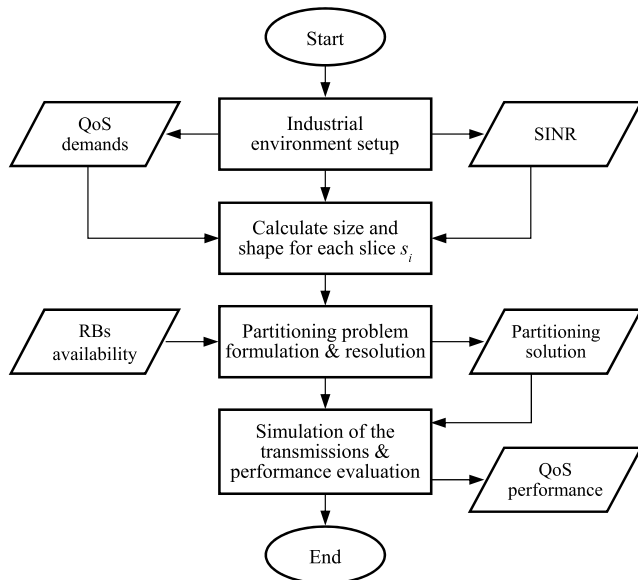 Start
QoS
demands
Industrial
environment setup
SINR
Calculate size and
shape for each slice s_i
RBs
availability
Partitioning problem
formulation & resolution
Partitioning
solution
Simulation of the
transmissions &
performance evaluation
QoS
performance
End